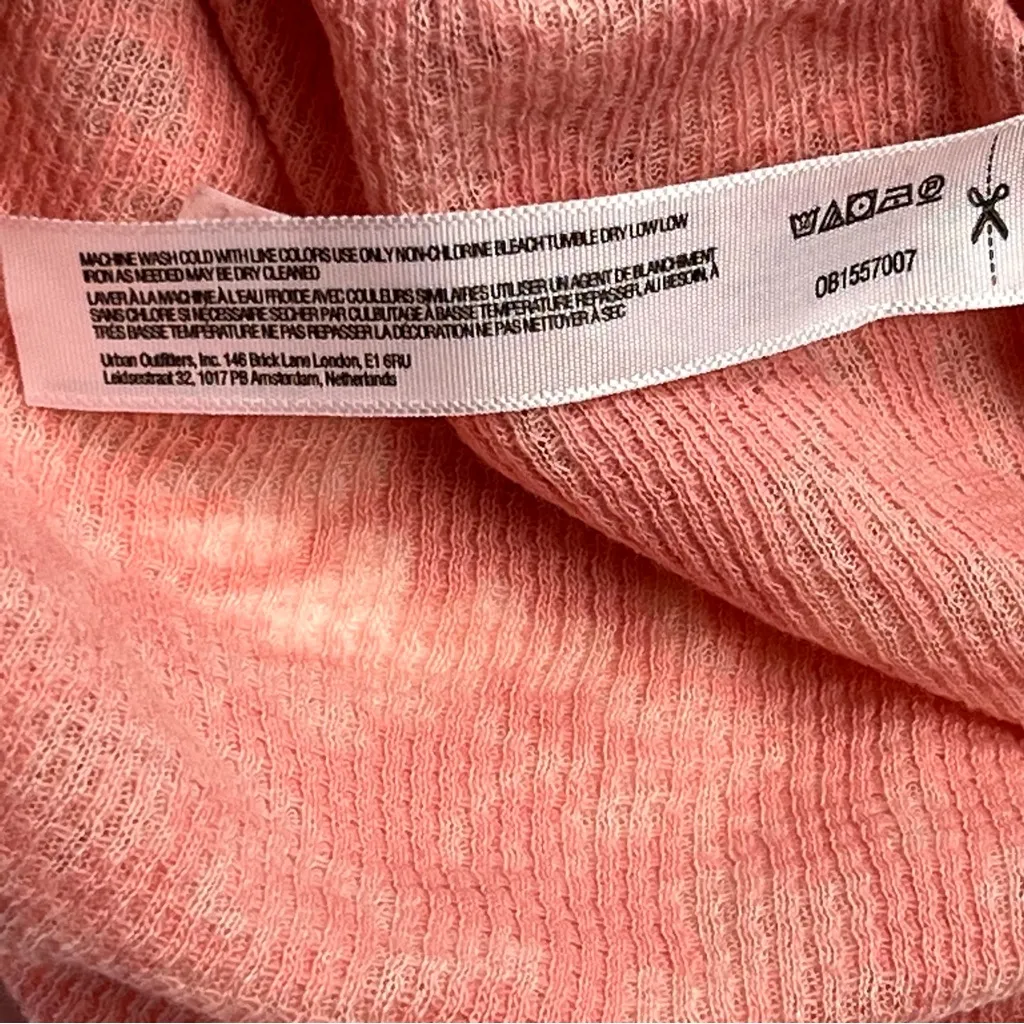 MACHINE WASH COLD WITH LIKE COLORS USE ONLY NON-CHLORINE BLEACH TUMBLE DRY LOW LOW
IRON AS NEEDED MAY BE DRY CLEANED
LAVER À LA MACHINE À L'EAU FROIDE AVEC COULEURS SIMILAIRES UTILISER UN AGENT DE BLANCHIMENT
SANS CHLORE SI NÉCESSAIRE SECHER PAR CULBUTAGE À BASSE TEMPÉRATURE REPASSER, AU BESOIN, À
TRÈS BASSE TEMPÉRATURE NE PAS REPASSER LA DÉCORATION NE PAS NETTOYER À SEC
Urban Outfitters, Inc. 146 Brick Lane London, E1 6RU
Leidsestraat 32, 1017 PB Amsterdam, Netherlands
P
OB1557007